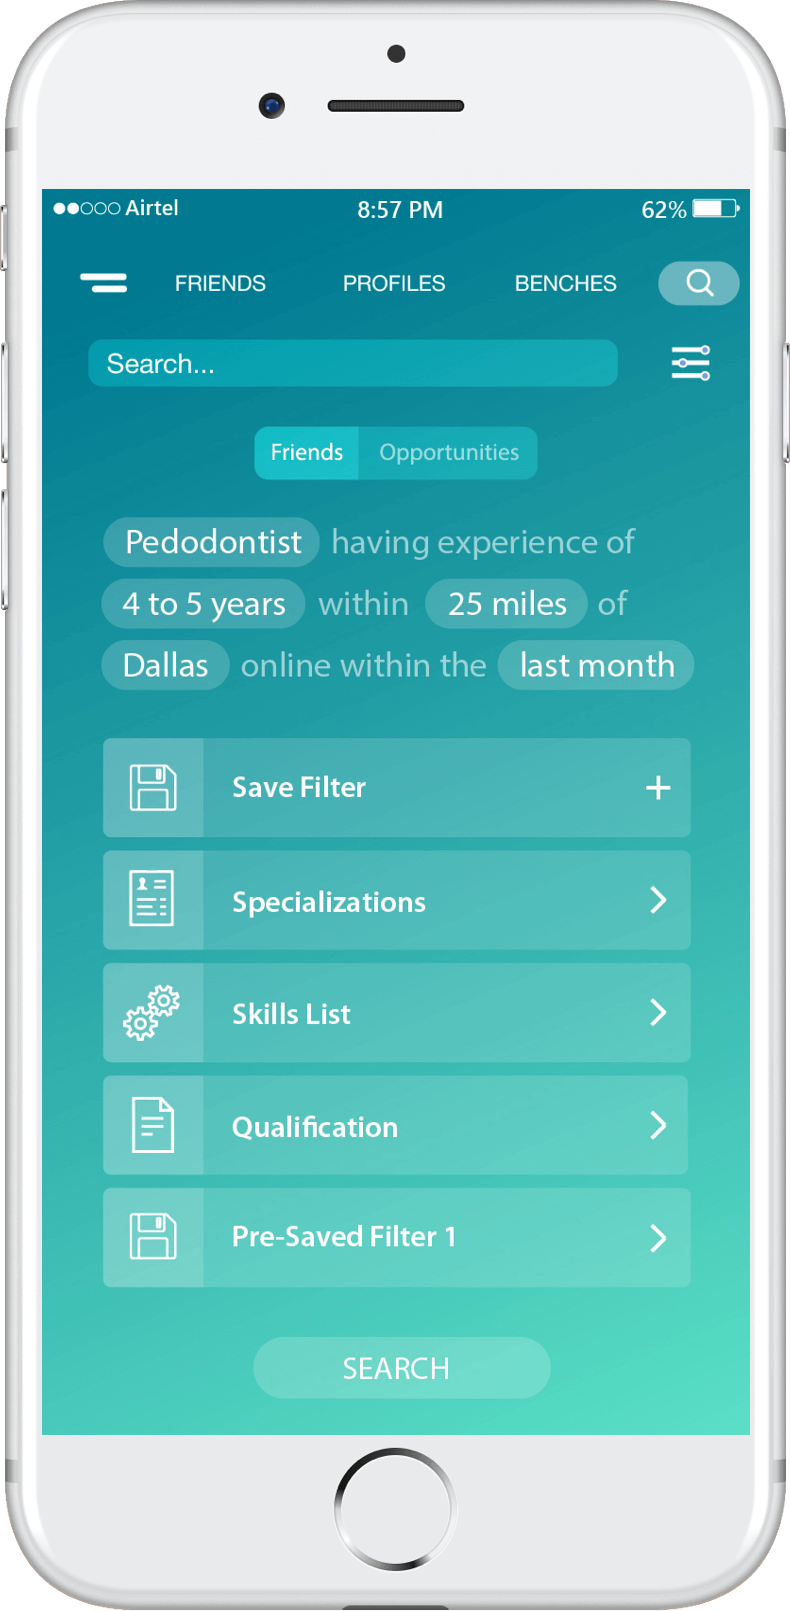 Airtel 8:57 PM 62%
FRIENDS PROFILES BENCHES
Search...
Friends Opportunities
Pedodontist having experience of
4 to 5 years within 25 miles of
Dallas online within the last month
Save Filter +
Specializations
Skills List
Qualification
Pre-Saved Filter 1
SEARCH